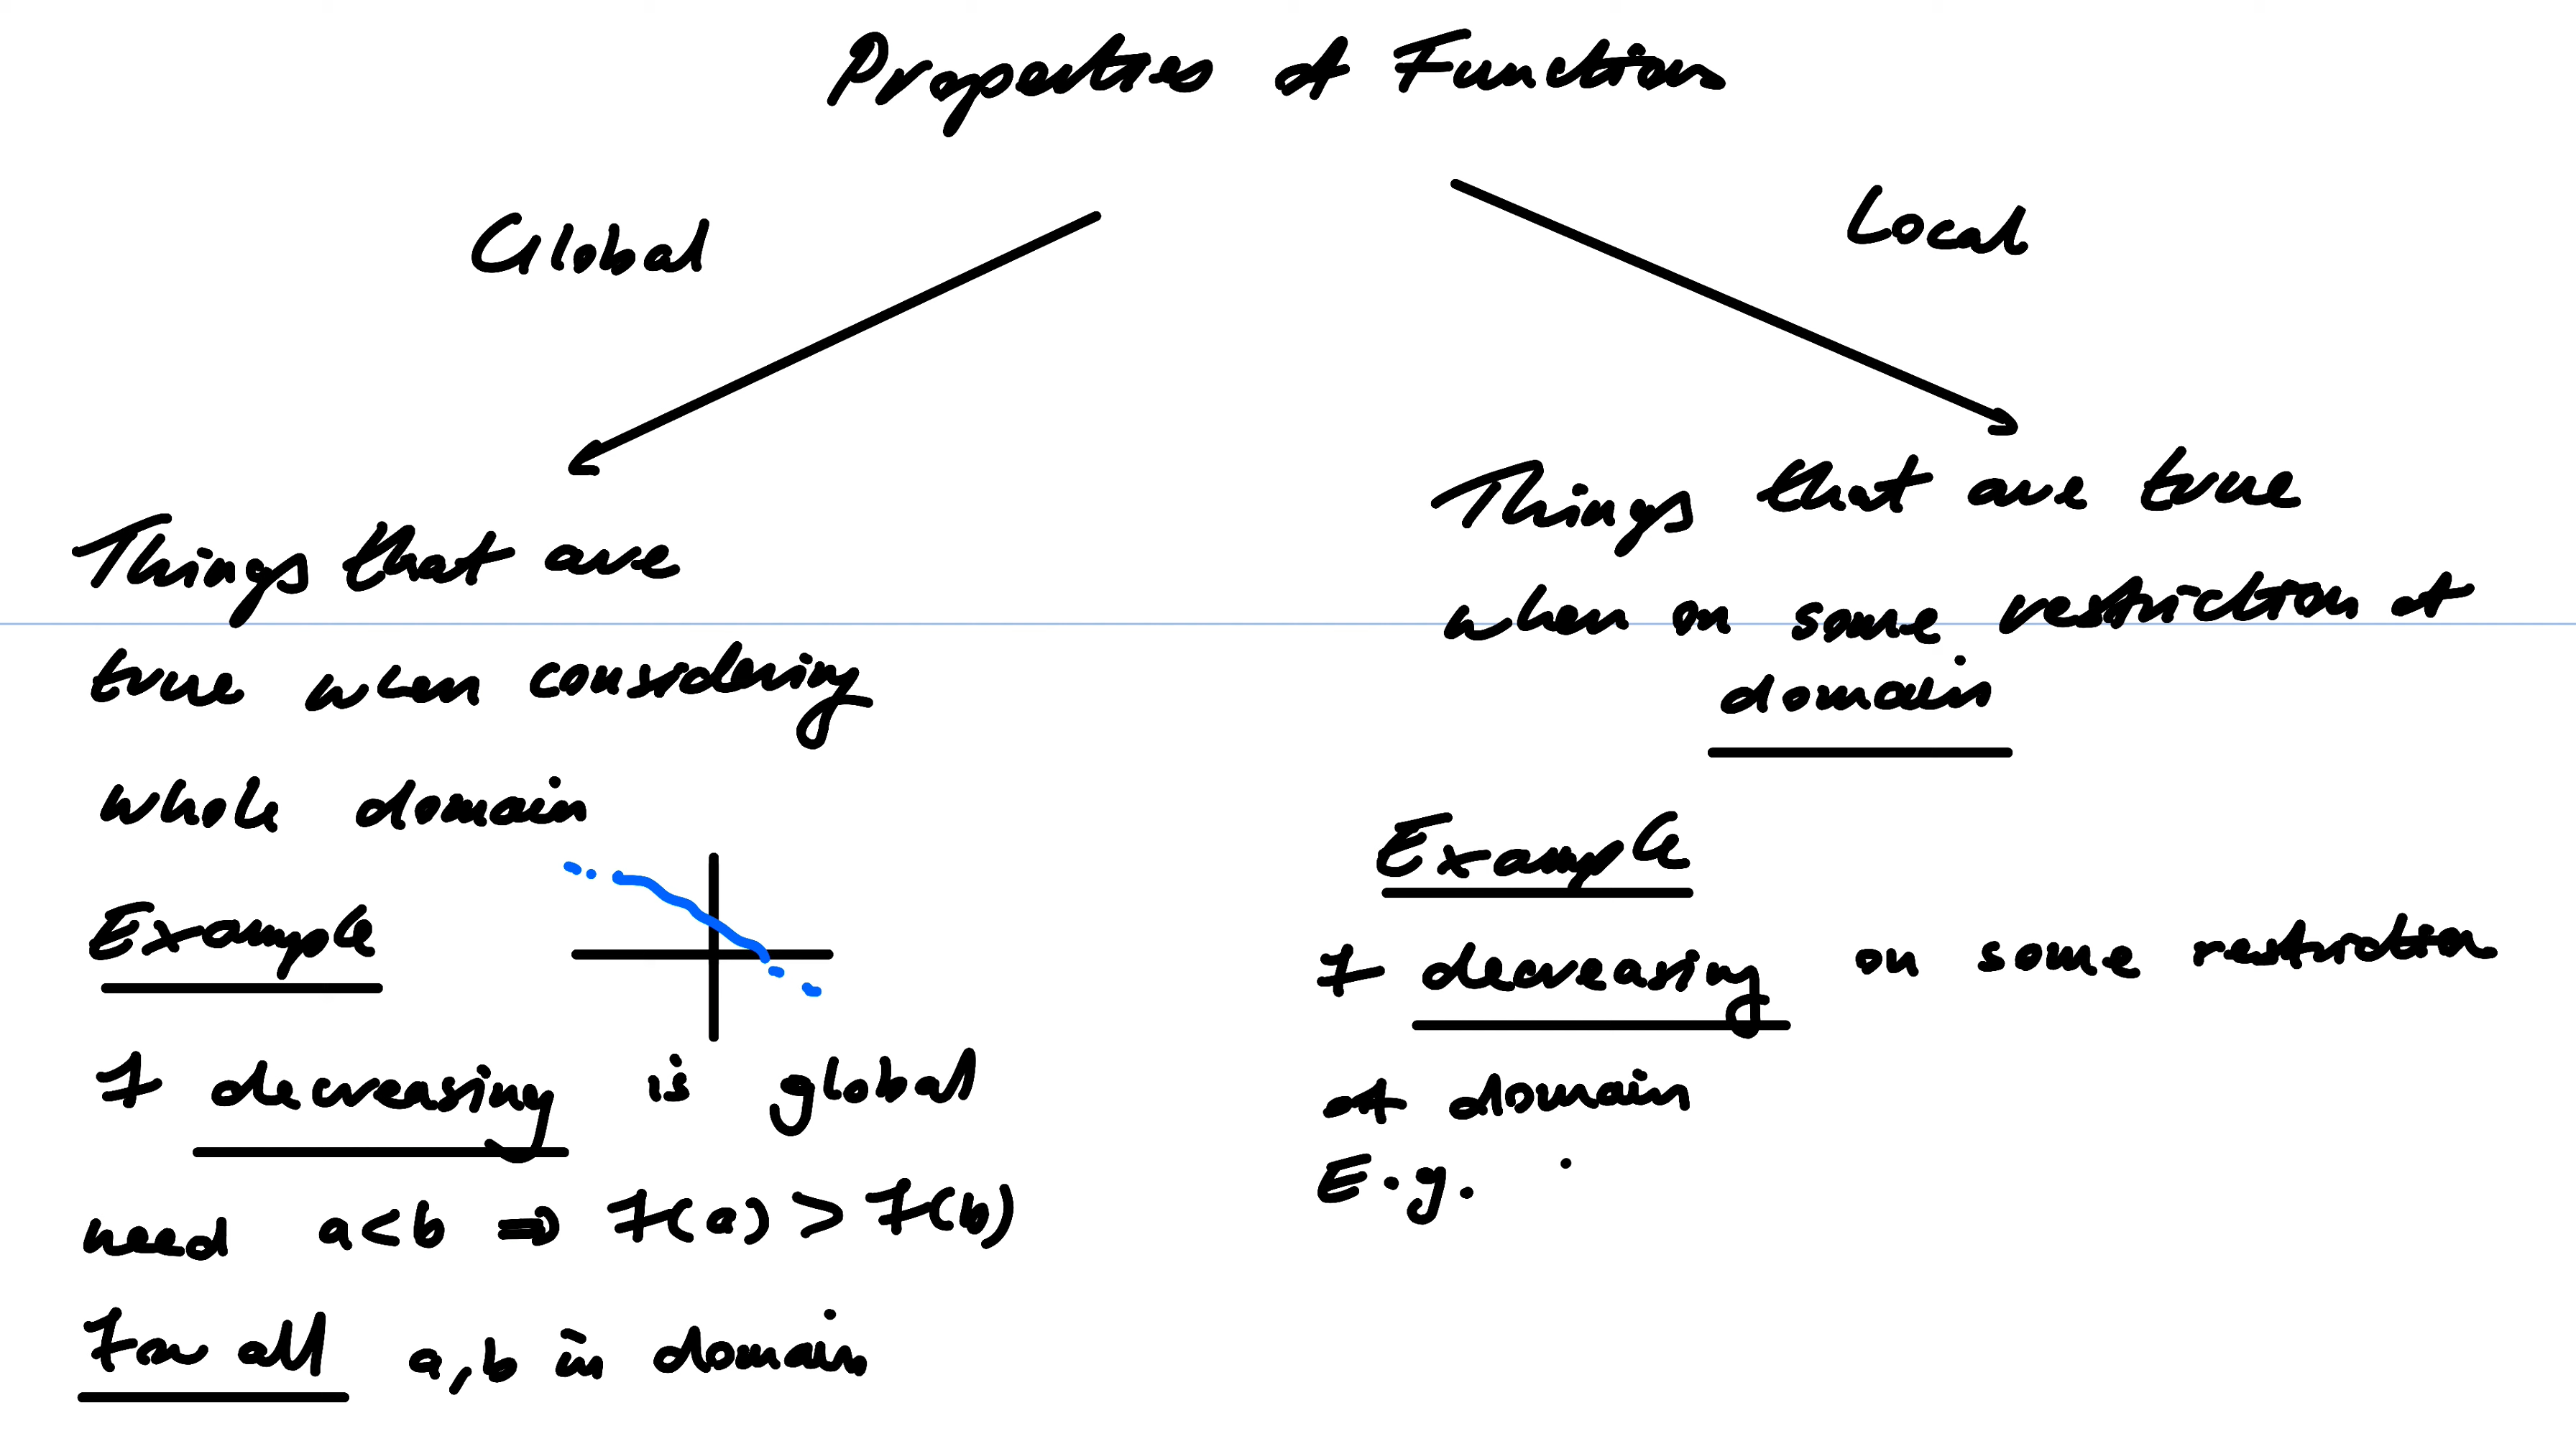 Properties of Functions
Global
Local
Things that are
true when considering
whole domain
Example
f decreasing is global
need a < b ⇒ f(a) > f(b)
For all a, b in domain
Things that are true
when on some restriction of
domain
Example
f decreasing on some restriction
of domain
E.g.